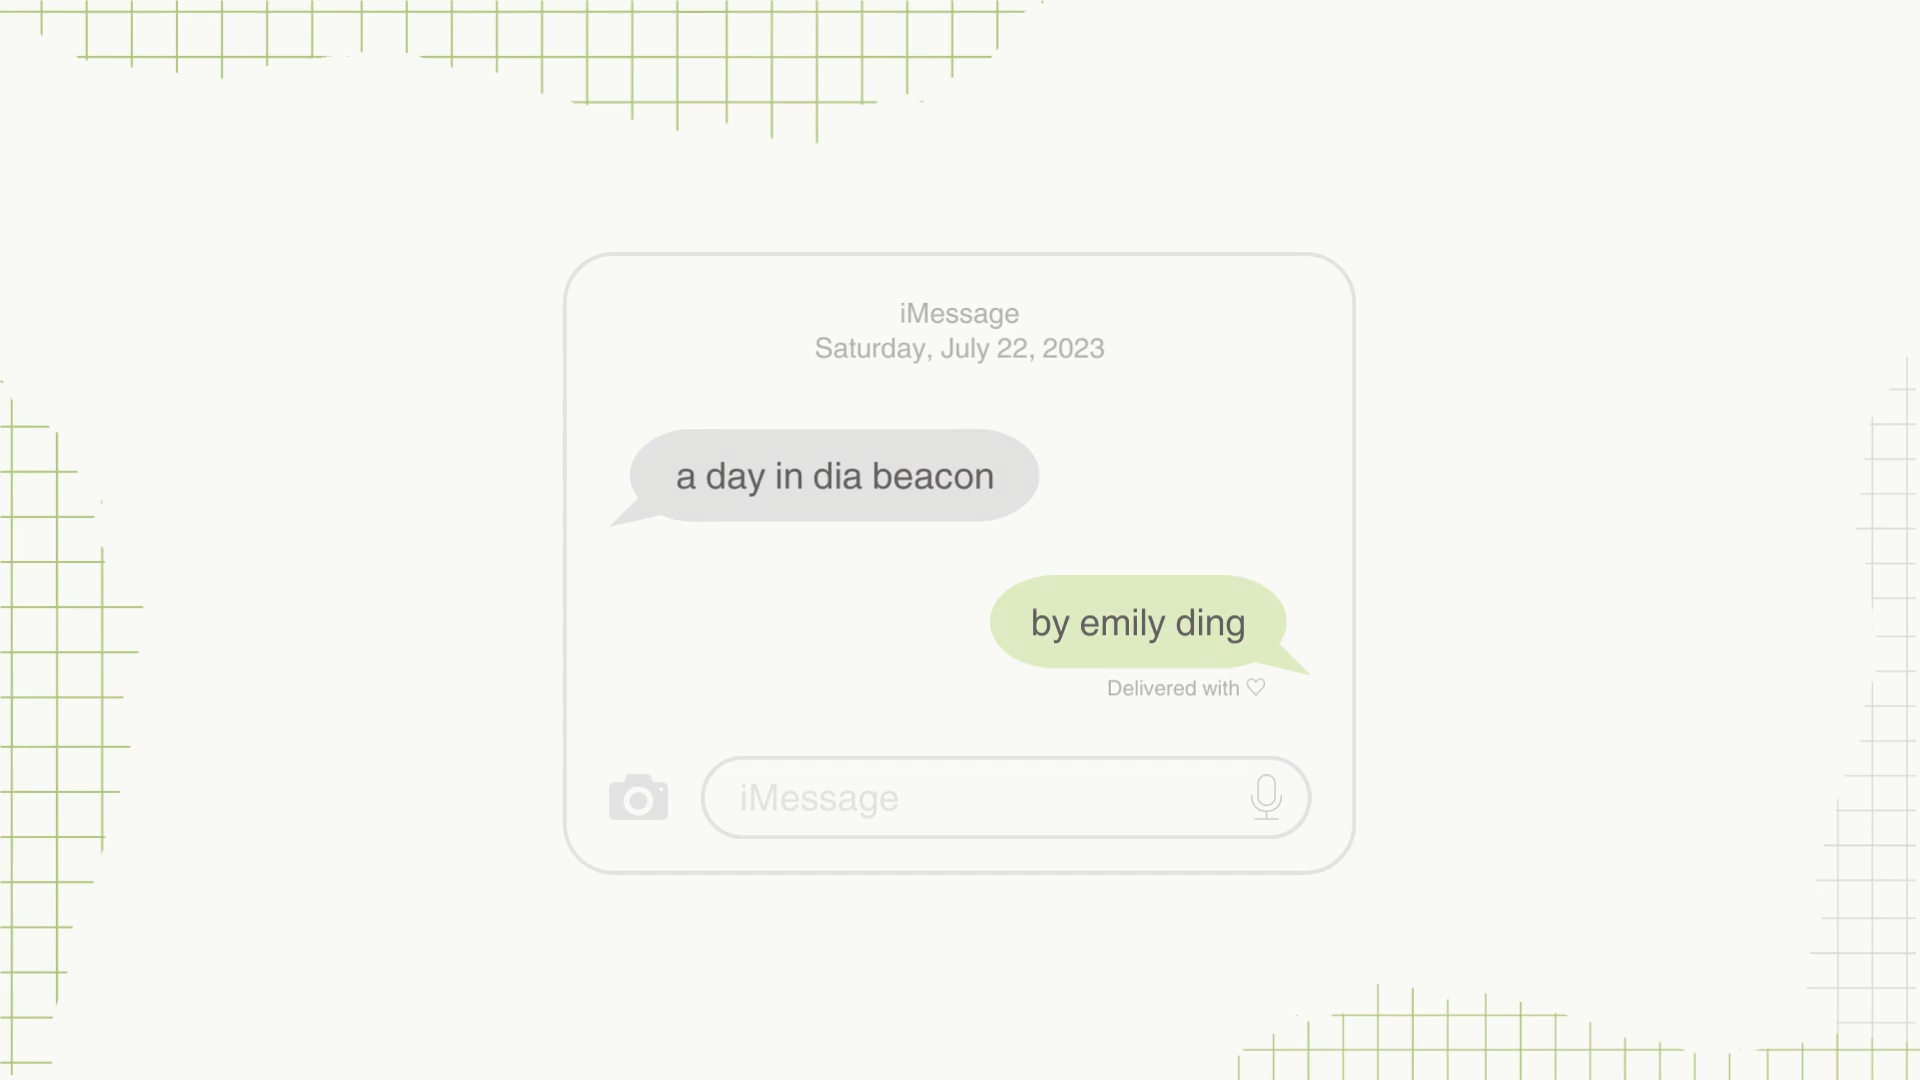 iMessage
Saturday, July 22, 2023
a day in dia beacon
by emily ding
Delivered with ♡
iMessage